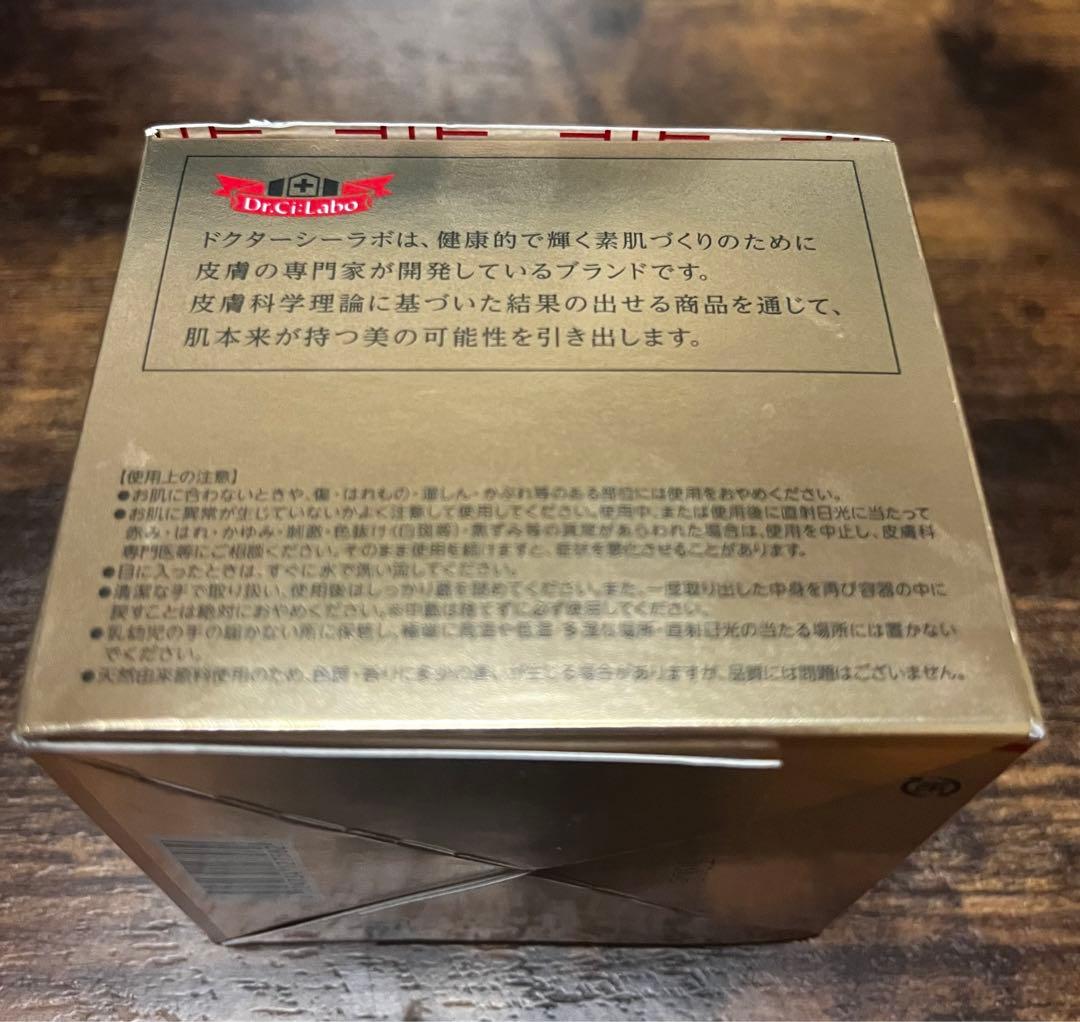 Dr.Ci:Labo
ドクターシーラボは、健康的で輝く素肌づくりのために
皮膚の専門家が開発しているブランドです。
皮膚科学理論に基づいた結果の出せる商品を通じて、
肌本来が持つ美の可能性を引き出します。
【使用上の注意】
●お肌に合わないときや、傷・はれもの・湿しん・かぶれ等のある部位には使用をおやめください。
●お肌に異常が生じていないかよく注意して使用してください。使用中、または使用後に直射日光に当たって
赤み・はれ・かゆみ・刺激・色抜け(白斑等)・黒ずみ等の異常があらわれた場合は、使用を中止し、皮膚科
専門医等にご相談ください。そのまま使用を続けますと、症状を悪化させることがあります。
●目に入ったときは、すぐに水で洗い流してください。
●清潔な手で取り扱い、使用後はしっかり蓋を閉めてください。また、一度取り出した中身を再び容器の中に
戻すことは絶対におやめください。※中蓋は捨てずに必ず使用してください。
●乳幼児の手の届かない所に保管し、極端に高温や低温・多湿な場所・直射日光の当たる場所には置かない
でください。
●天然由来原料使用のため、色調・香りに多少の違いが生じる場合がありますが、品質には問題はございません。